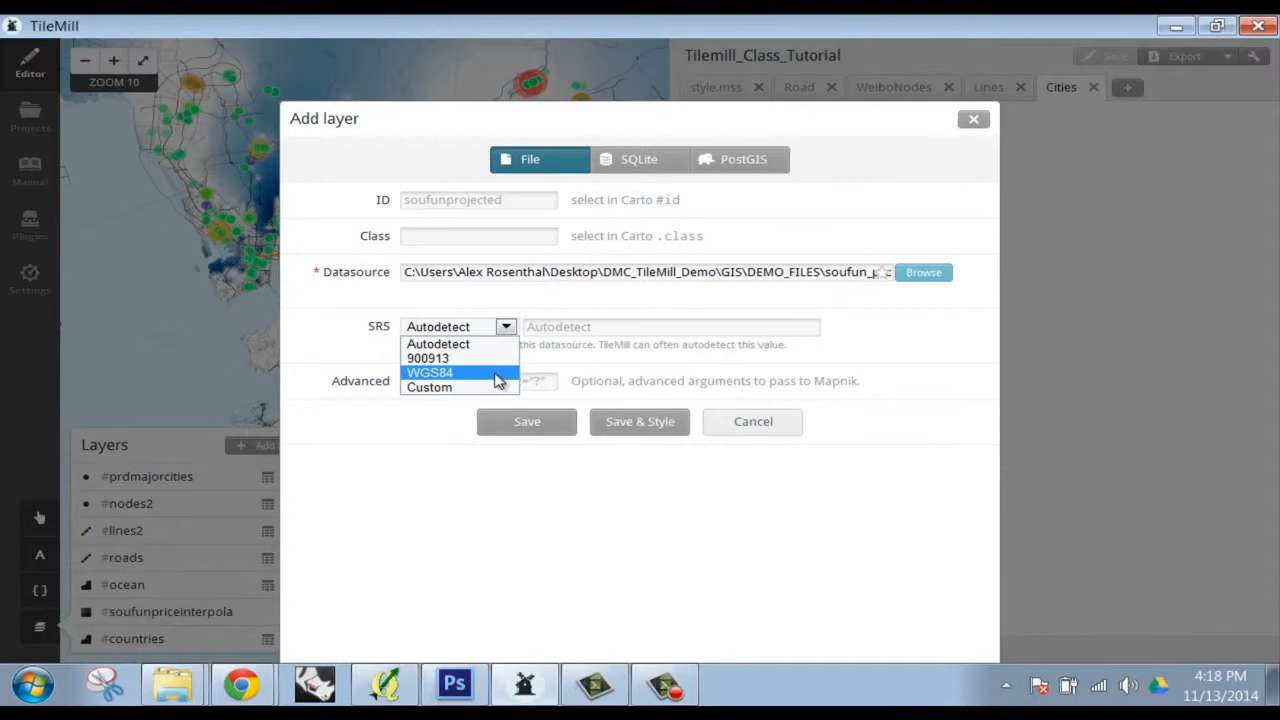 TileMill
Editor
Projects
Manual
Plugins
Settings
ZOOM 10
Tilemill_Class_Tutorial
Save
Export
style.mss
Road
WeiboNodes
Lines
Cities
Add layer
File
SQLite
PostGIS
ID
soufunprojected
select in Carto #id
Class
select in Carto .class
* Datasource
C:\Users\Alex Rosenthal\Desktop\DMC_TileMill_Demo\GIS\DEMO_FILES\soufun_p
Browse
SRS
Autodetect
Autodetect
Autodetect
900913
WGS84
Custom
this datasource. TileMill can often autodetect this value.
Advanced
="?"
Optional, advanced arguments to pass to Mapnik.
Save
Save & Style
Cancel
Layers
Add
#prdmajorcities
#nodes2
#lines2
#roads
#ocean
#soufunpriceinterpola
#countries
A
{ }
Ps
4:18 PM
11/13/2014